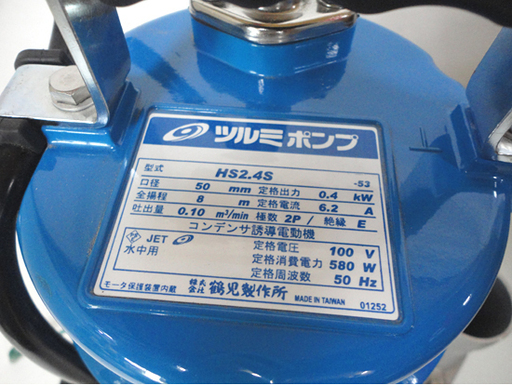 ツルミポンプ
型式 HS2.4S -53
口径 50 mm 定格出力 0.4 kW
全揚程 8 m 定格電流 6.2 A
吐出量 0.10 m³/min 極数 2P / 絶縁 E
コンデンサ誘導電動機
JET 定格電圧 100 V
水中用 定格消費電力 580 W
定格周波数 50 Hz
モータ保護装置内蔵 株式会社 鶴見製作所 MADE IN TAIWAN 01252